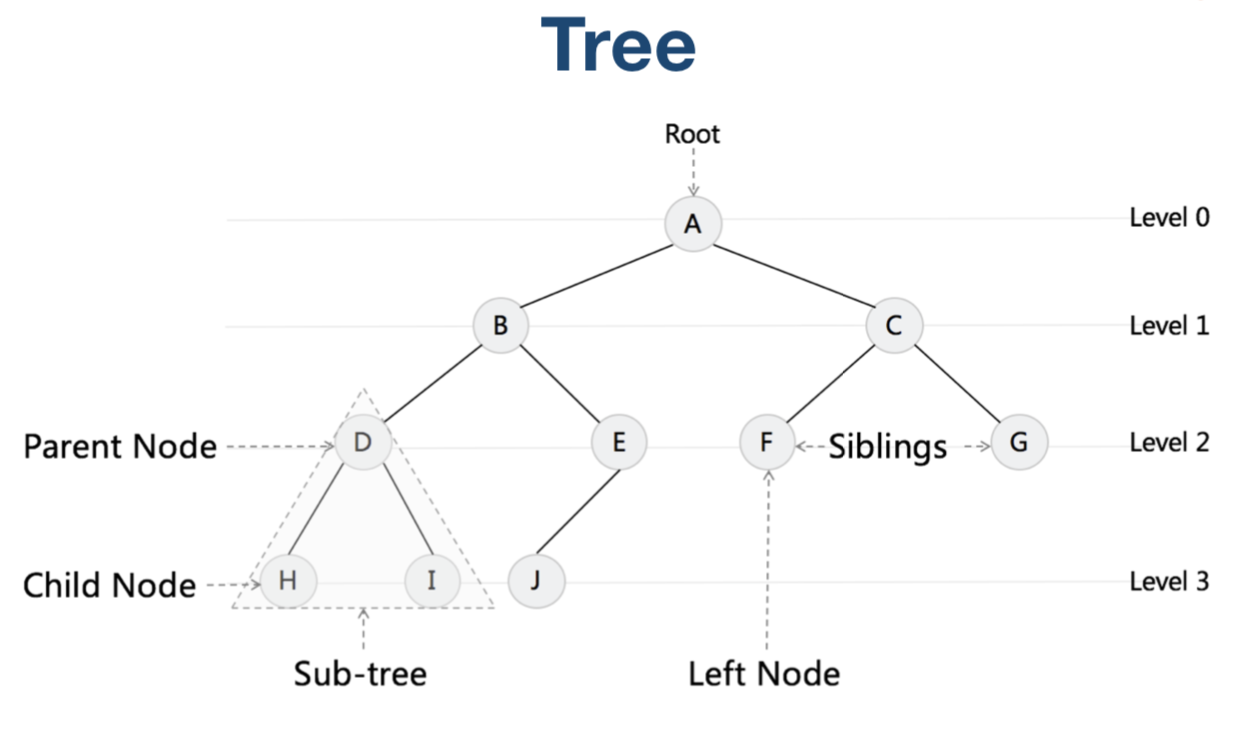 Tree
Root
A
Level 0
B
C
Level 1
Parent Node
D
E
F
Siblings
G
Level 2
Child Node
H
I
J
Level 3
Sub-tree
Left Node